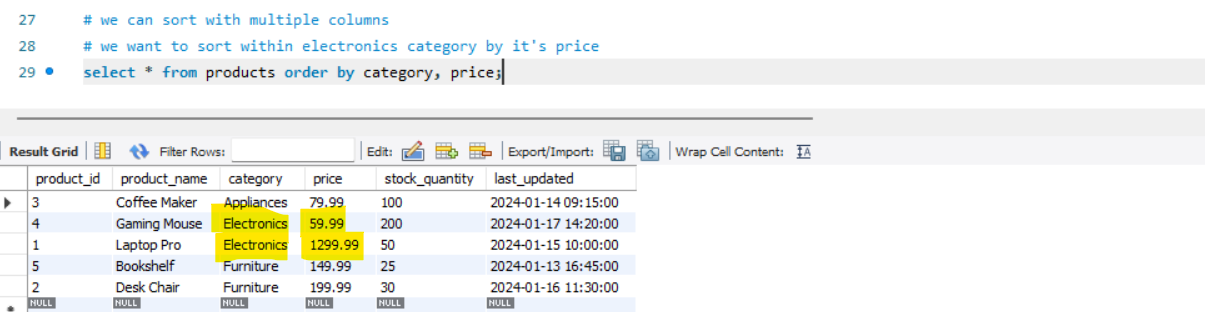 27 # we can sort with multiple columns
28 # we want to sort within electronics category by it's price
29 select * from products order by category, price;
Result Grid Filter Rows: Edit: Export/Import: Wrap Cell Content: IA
product_id product_name category price stock_quantity last_updated
3 Coffee Maker Appliances 79.99 100 2024-01-14 09:15:00
4 Gaming Mouse Electronics 59.99 200 2024-01-17 14:20:00
1 Laptop Pro Electronics 1299.99 50 2024-01-15 10:00:00
5 Bookshelf Furniture 149.99 25 2024-01-13 16:45:00
2 Desk Chair Furniture 199.99 30 2024-01-16 11:30:00
NULL NULL NULL NULL NULL NULL